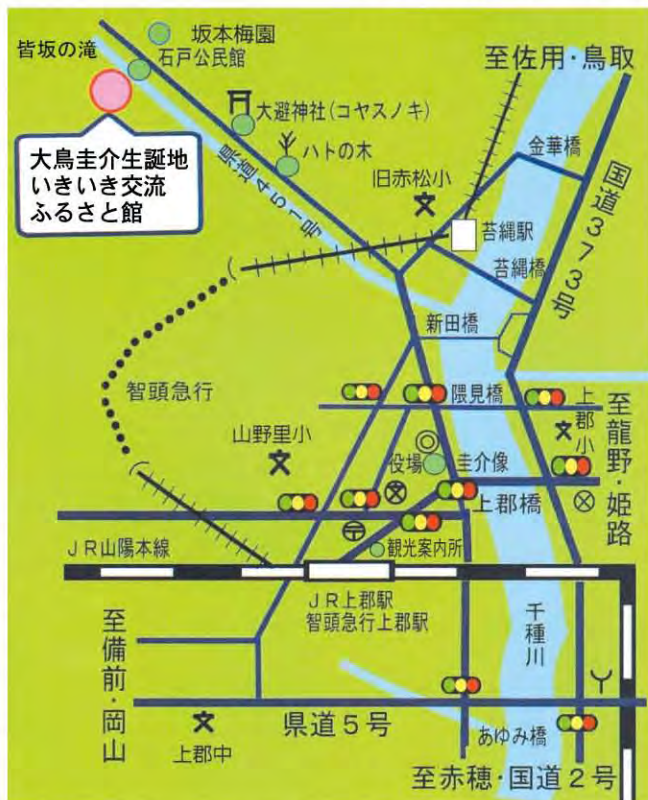 坂本梅園
皆坂の滝
石戸公民館
至佐用・鳥取
大避神社(コヤスノキ)
金華橋
大鳥圭介生誕地
いきいき交流
ふるさと館
ハトの木
県道451号
旧赤松小
国道373号
苔縄駅
苔縄橋
新田橋
智頭急行
隈見橋
上郡小
至龍野・姫路
山野里小
役場
圭介像
上郡橋
JR山陽本線
観光案内所
JR上郡駅
智頭急行上郡駅
千種川
至備前・岡山
県道5号
上郡中
あゆみ橋
至赤穂・国道2号